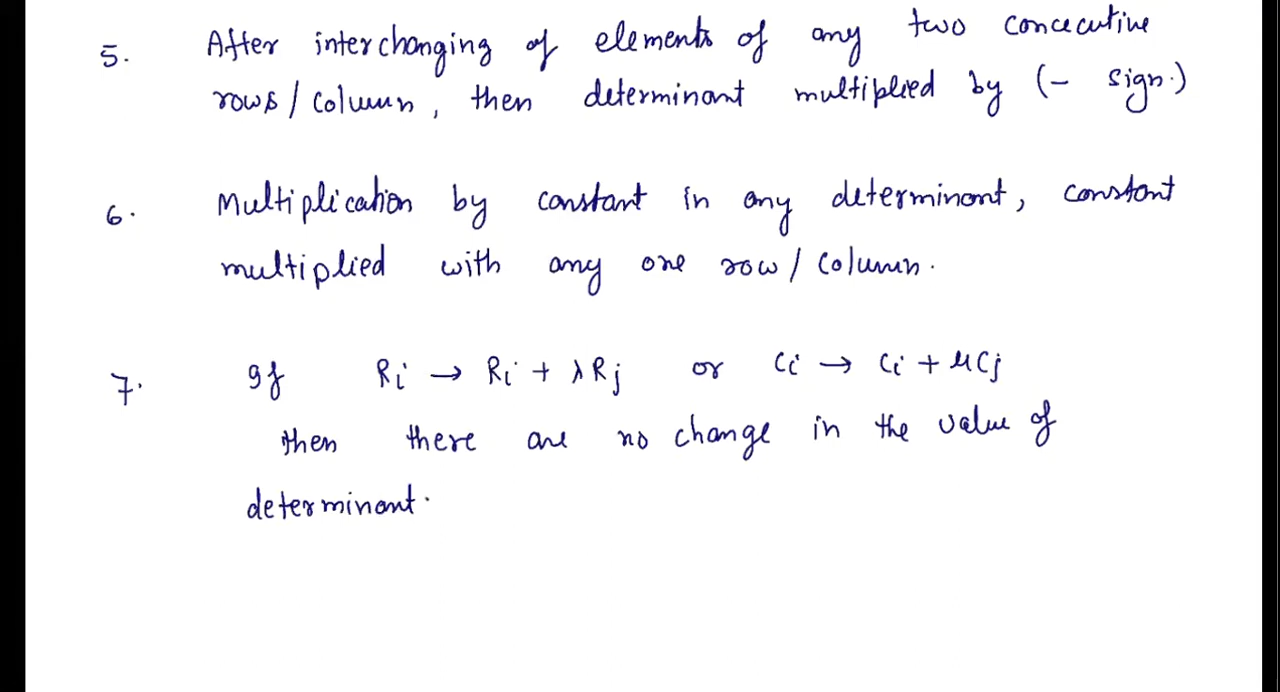 5. After interchanging of elements of any two concecutive
rows / column, then determinant multiplied by (- sign.)
6. Multiplication by constant in any determinant, constant
multiplied with any one row / column.
7. If Ri → Ri + λRj or Ci → Ci + μCj
then there are no change in the value of
determinant.